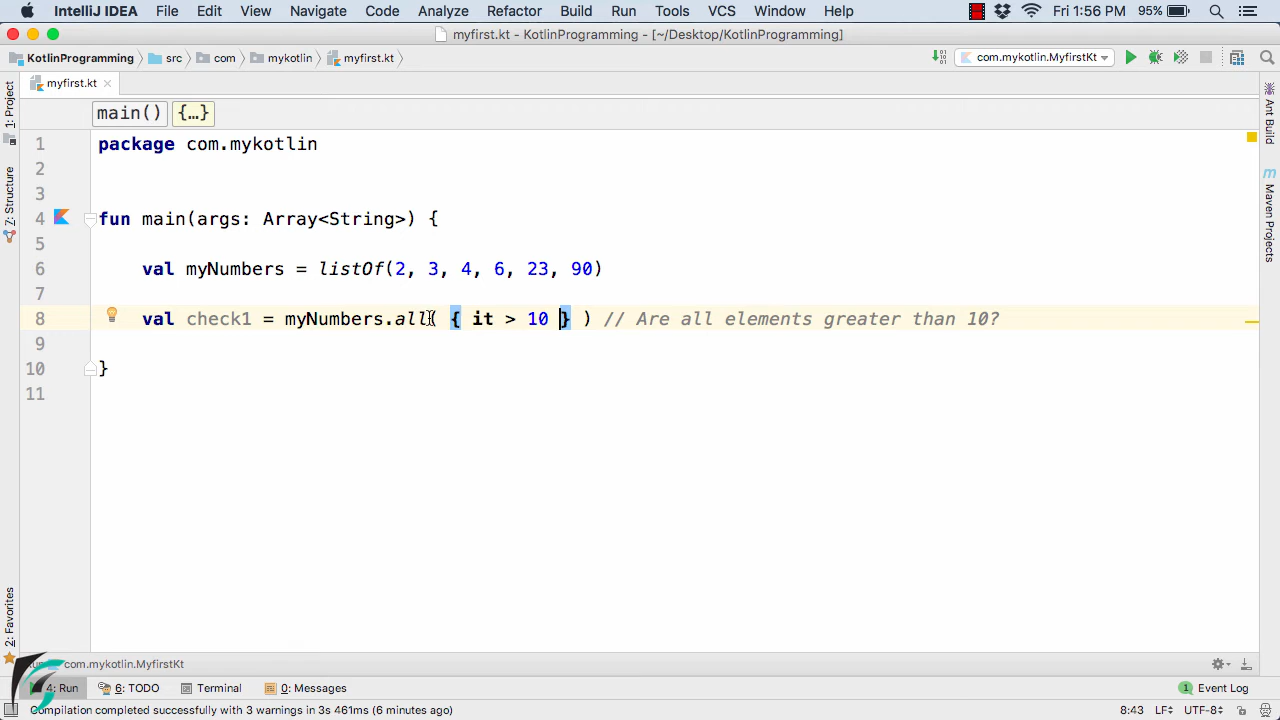 IntelliJ IDEA File Edit View Navigate Code Analyze Refactor Build Run Tools VCS Window Help Fri 1:56 PM 95%
myfirst.kt - KotlinProgramming - [~/Desktop/KotlinProgramming]
KotlinProgramming src com mykotlin myfirst.kt com.mykotlin.MyfirstKt
myfirst.kt
main() {...}
1 package com.mykotlin
2
3
4 fun main(args: Array<String>) {
5
6 val myNumbers = listOf(2, 3, 4, 6, 23, 90)
7
8 val check1 = myNumbers.all( { it > 10 } ) // Are all elements greater than 10?
9
10 }
11
1: Project
7: Structure
2: Favorites
Ant Build
Maven Projects
com.mykotlin.MyfirstKt
4: Run 6: TODO Terminal 0: Messages 1 Event Log
Compilation completed successfully with 3 warnings in 3s 461ms (6 minutes ago) 8:43 LF UTF-8